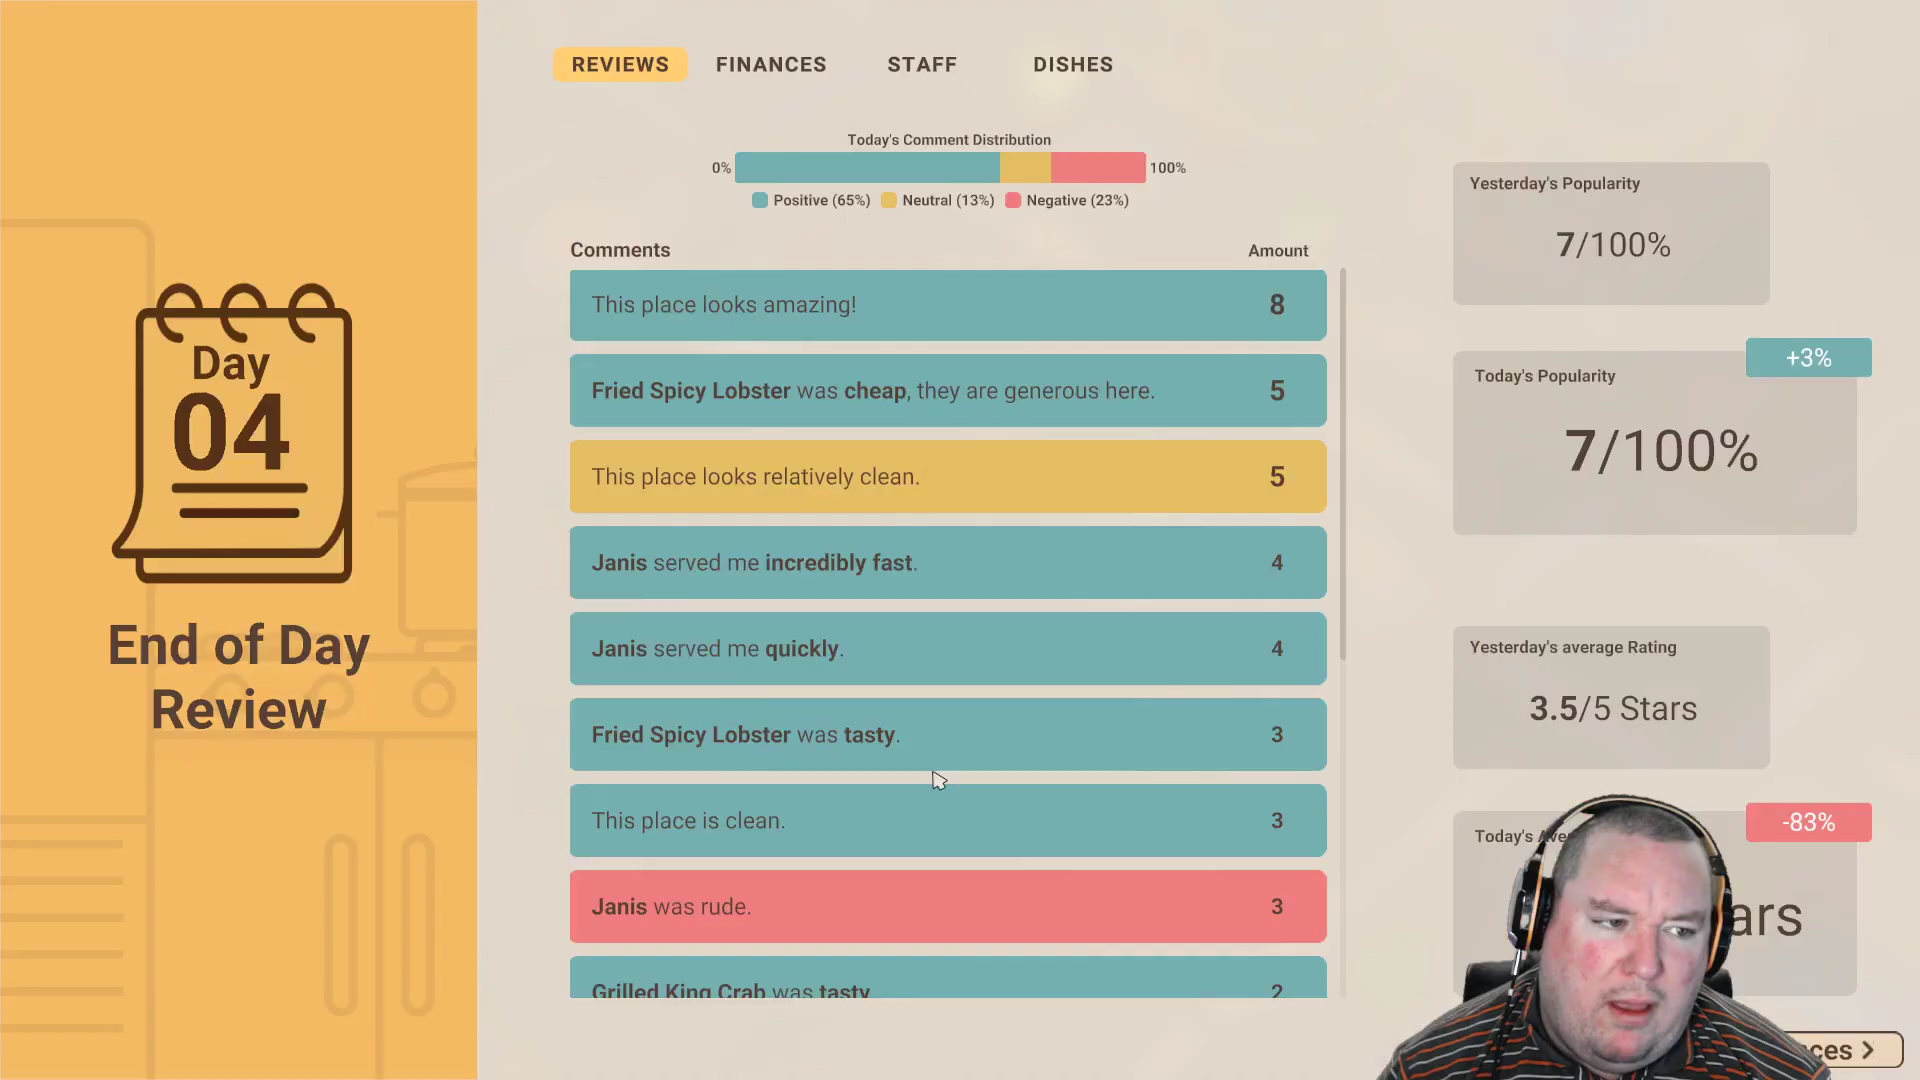 REVIEWS FINANCES STAFF DISHES
Today's Comment Distribution
0% 100%
Positive (65%) Neutral (13%) Negative (23%)
Comments Amount
This place looks amazing! 8
Fried Spicy Lobster was cheap, they are generous here. 5
This place looks relatively clean. 5
Janis served me incredibly fast. 4
Janis served me quickly. 4
Fried Spicy Lobster was tasty. 3
This place is clean. 3
Janis was rude. 3
Grilled King Crab was tasty 2
Day
04
End of Day
Review
Yesterday's Popularity
7/100%
+3%
Today's Popularity
7/100%
Yesterday's average Rating
3.5/5 Stars
-83%
Today's